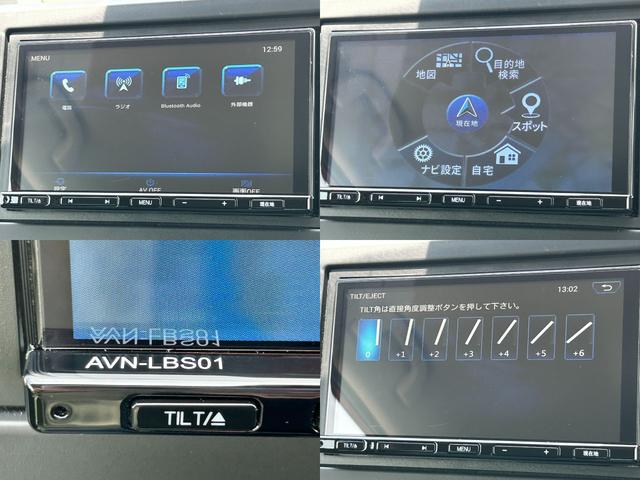 MENU
12:59
電話
ラジオ
Bluetooth Audio
外部機器
設定
AV OFF
画面OFF
TILT/⏏
MENU
− +
現在地
地図
目的地
検索
現在地
スポット
ナビ設定
自宅
TILT/⏏
MENU
− +
現在地
AVN-LBS01
AVN-LBS01
TILT/⏏
TILT/EJECT
13:02
TILT角は直接角度調整ボタンを押して下さい。
0 +1 +2 +3 +4 +5 +6
TILT/⏏
MENU
− +
現在地